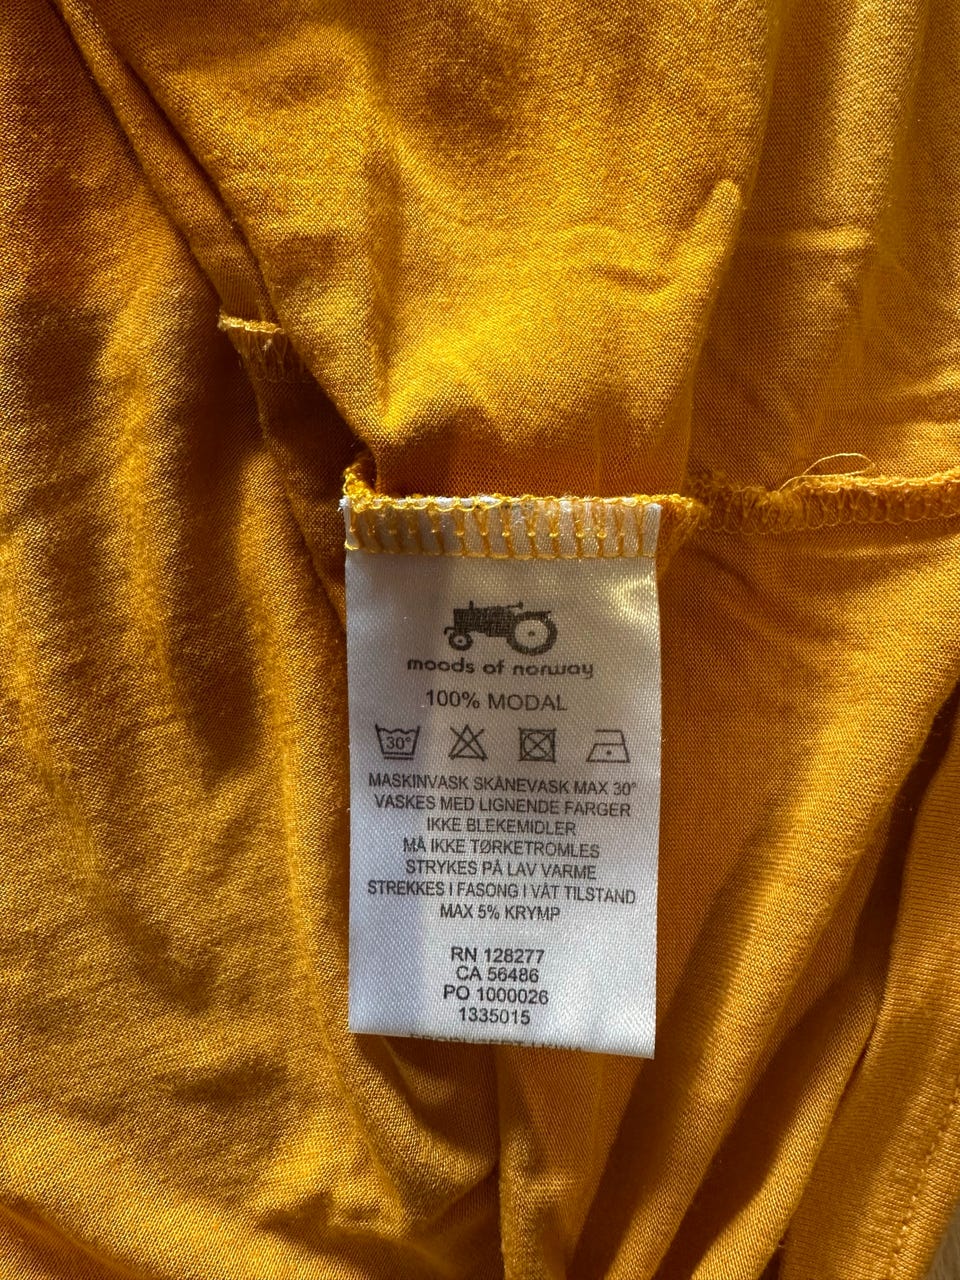 moods of norway
100% MODAL
30°
MASKINVASK SKÅNEVASK MAX 30°
VASKES MED LIGNENDE FARGER
IKKE BLEKEMIDLER
MÅ IKKE TØRKETROMLES
STRYKES PÅ LAV VARME
STREKKES I FASONG I VÅT TILSTAND
MAX 5% KRYMP
RN 128277
CA 56486
PO 1000026
1335015